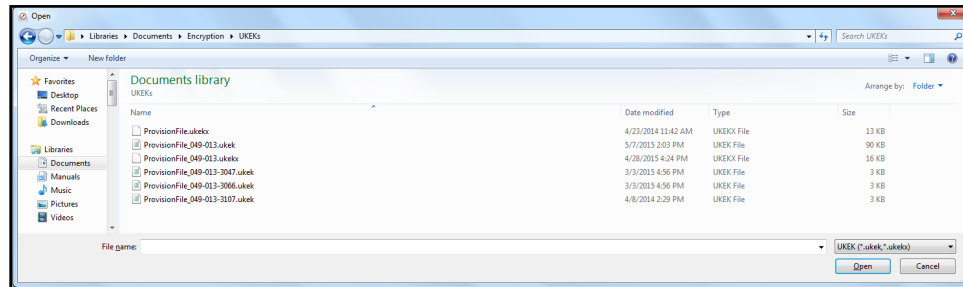 Open
Libraries Documents Encryption UKEKs Search UKEKs
Organize New folder
Favorites
Desktop
Recent Places
Downloads
Libraries
Documents
Manuals
Music
Pictures
Videos
Documents library
UKEKs
Arrange by: Folder
Name Date modified Type Size
ProvisionFile.ukekx 4/23/2014 11:42 AM UKEKX File 13 KB
ProvisionFile_049-013.ukek 5/7/2015 2:03 PM UKEK File 90 KB
ProvisionFile_049-013.ukekx 4/28/2015 4:24 PM UKEKX File 16 KB
ProvisionFile_049-013-3047.ukek 3/3/2015 4:56 PM UKEK File 3 KB
ProvisionFile_049-013-3066.ukek 3/3/2015 4:56 PM UKEK File 3 KB
ProvisionFile_049-013-3107.ukek 4/8/2014 2:29 PM UKEK File 3 KB
File name: UKEK (*.ukek,*.ukekx)
Open Cancel